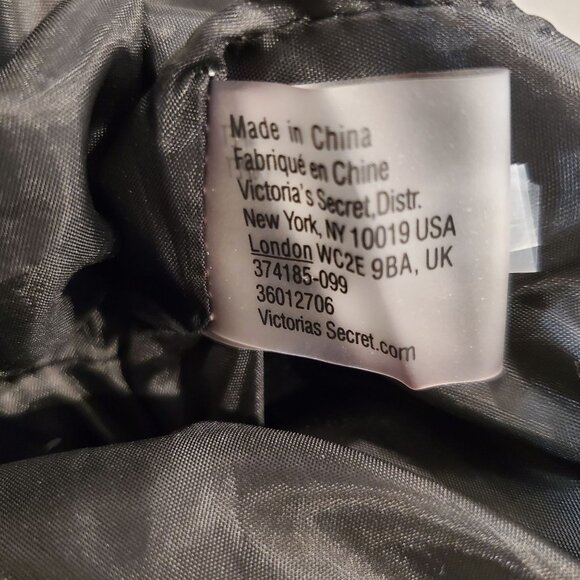 Made in China
Fabriqué en Chine
Victoria's Secret, Distr.
New York, NY 10019 USA
London WC2E 9BA, UK
374185-099
36012706
Victorias Secret.com